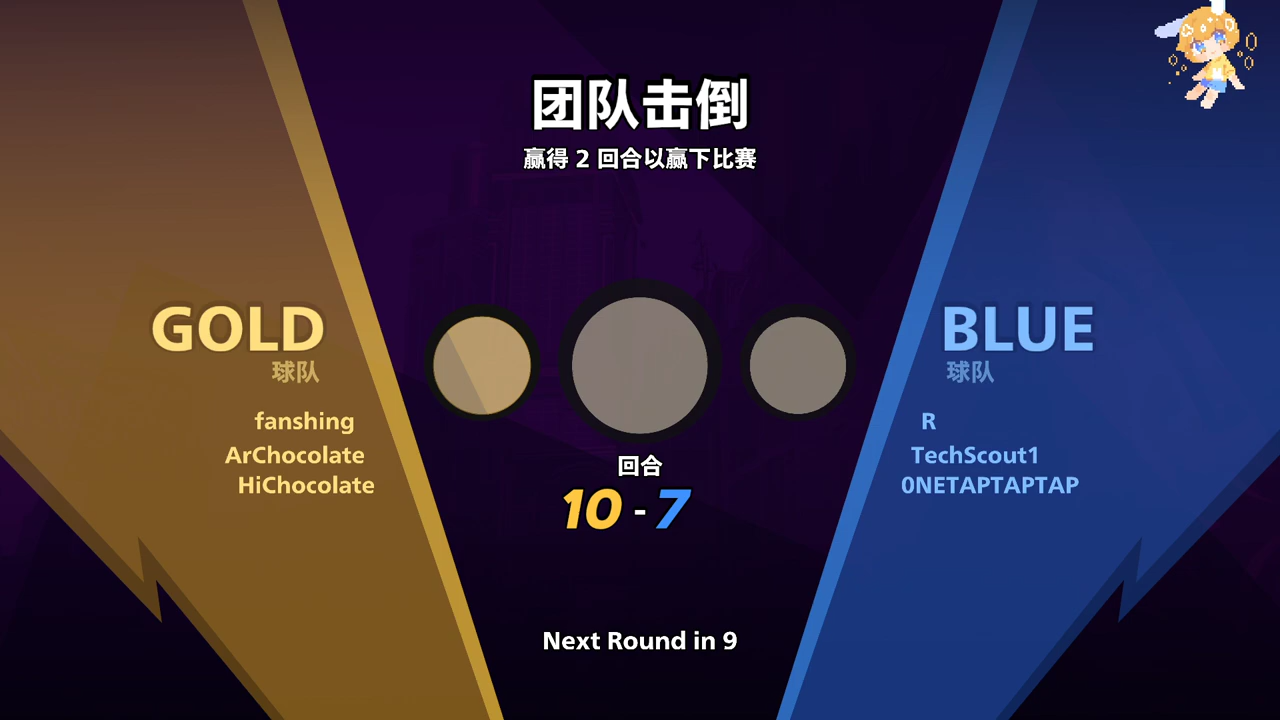 团队击倒
赢得 2 回合以赢下比赛
GOLD
球队
fanshing
ArChocolate
HiChocolate
回合
10 - 7
BLUE
球队
R
TechScout1
0NETAPTAPTAP
Next Round in 9